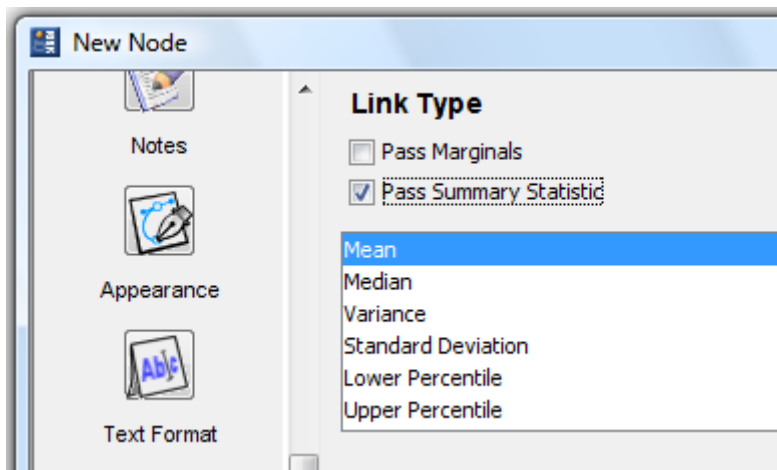 New Node
Notes
Appearance
Ab|c
Text Format
Link Type
Pass Marginals
Pass Summary Statistic
Mean
Median
Variance
Standard Deviation
Lower Percentile
Upper Percentile